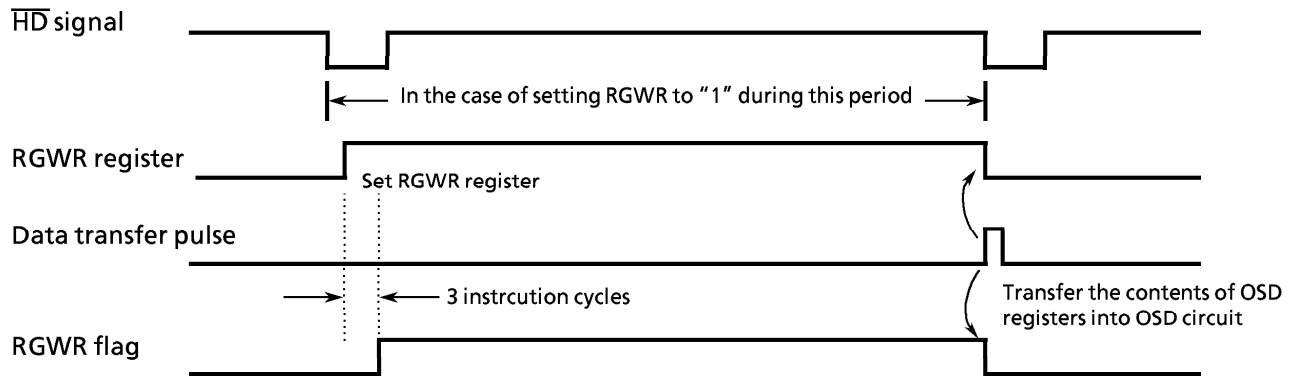 H̅D̅ signal
In the case of setting RGWR to “1” during this period
RGWR register
Set RGWR register
Data transfer pulse
3 instrcution cycles
Transfer the contents of OSD
registers into OSD circuit
RGWR flag